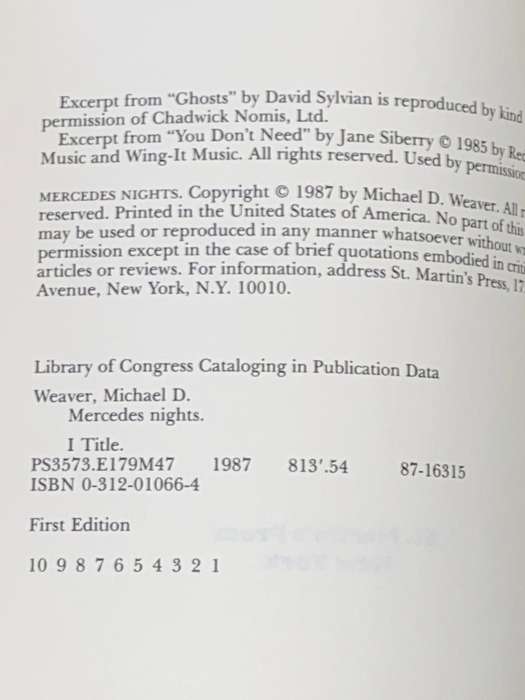 Excerpt from “Ghosts” by David Sylvian is reproduced by kind
permission of Chadwick Nomis, Ltd.
Excerpt from “You Don't Need” by Jane Siberry © 1985 by
Music and Wing-It Music. All rights reserved. Used by permission
MERCEDES NIGHTS. Copyright © 1987 by Michael D. Weaver. All
reserved. Printed in the United States of America. No part of this
may be used or reproduced in any manner whatsoever without
permission except in the case of brief quotations embodied in
articles or reviews. For information, address St. Martin's Press, 17
Avenue, New York, N.Y. 10010.
Library of Congress Cataloging in Publication Data
Weaver, Michael D.
Mercedes nights.
I Title.
PS3573.E179M47 1987 813'.54 87-16315
ISBN 0-312-01066-4
First Edition
10 9 8 7 6 5 4 3 2 1